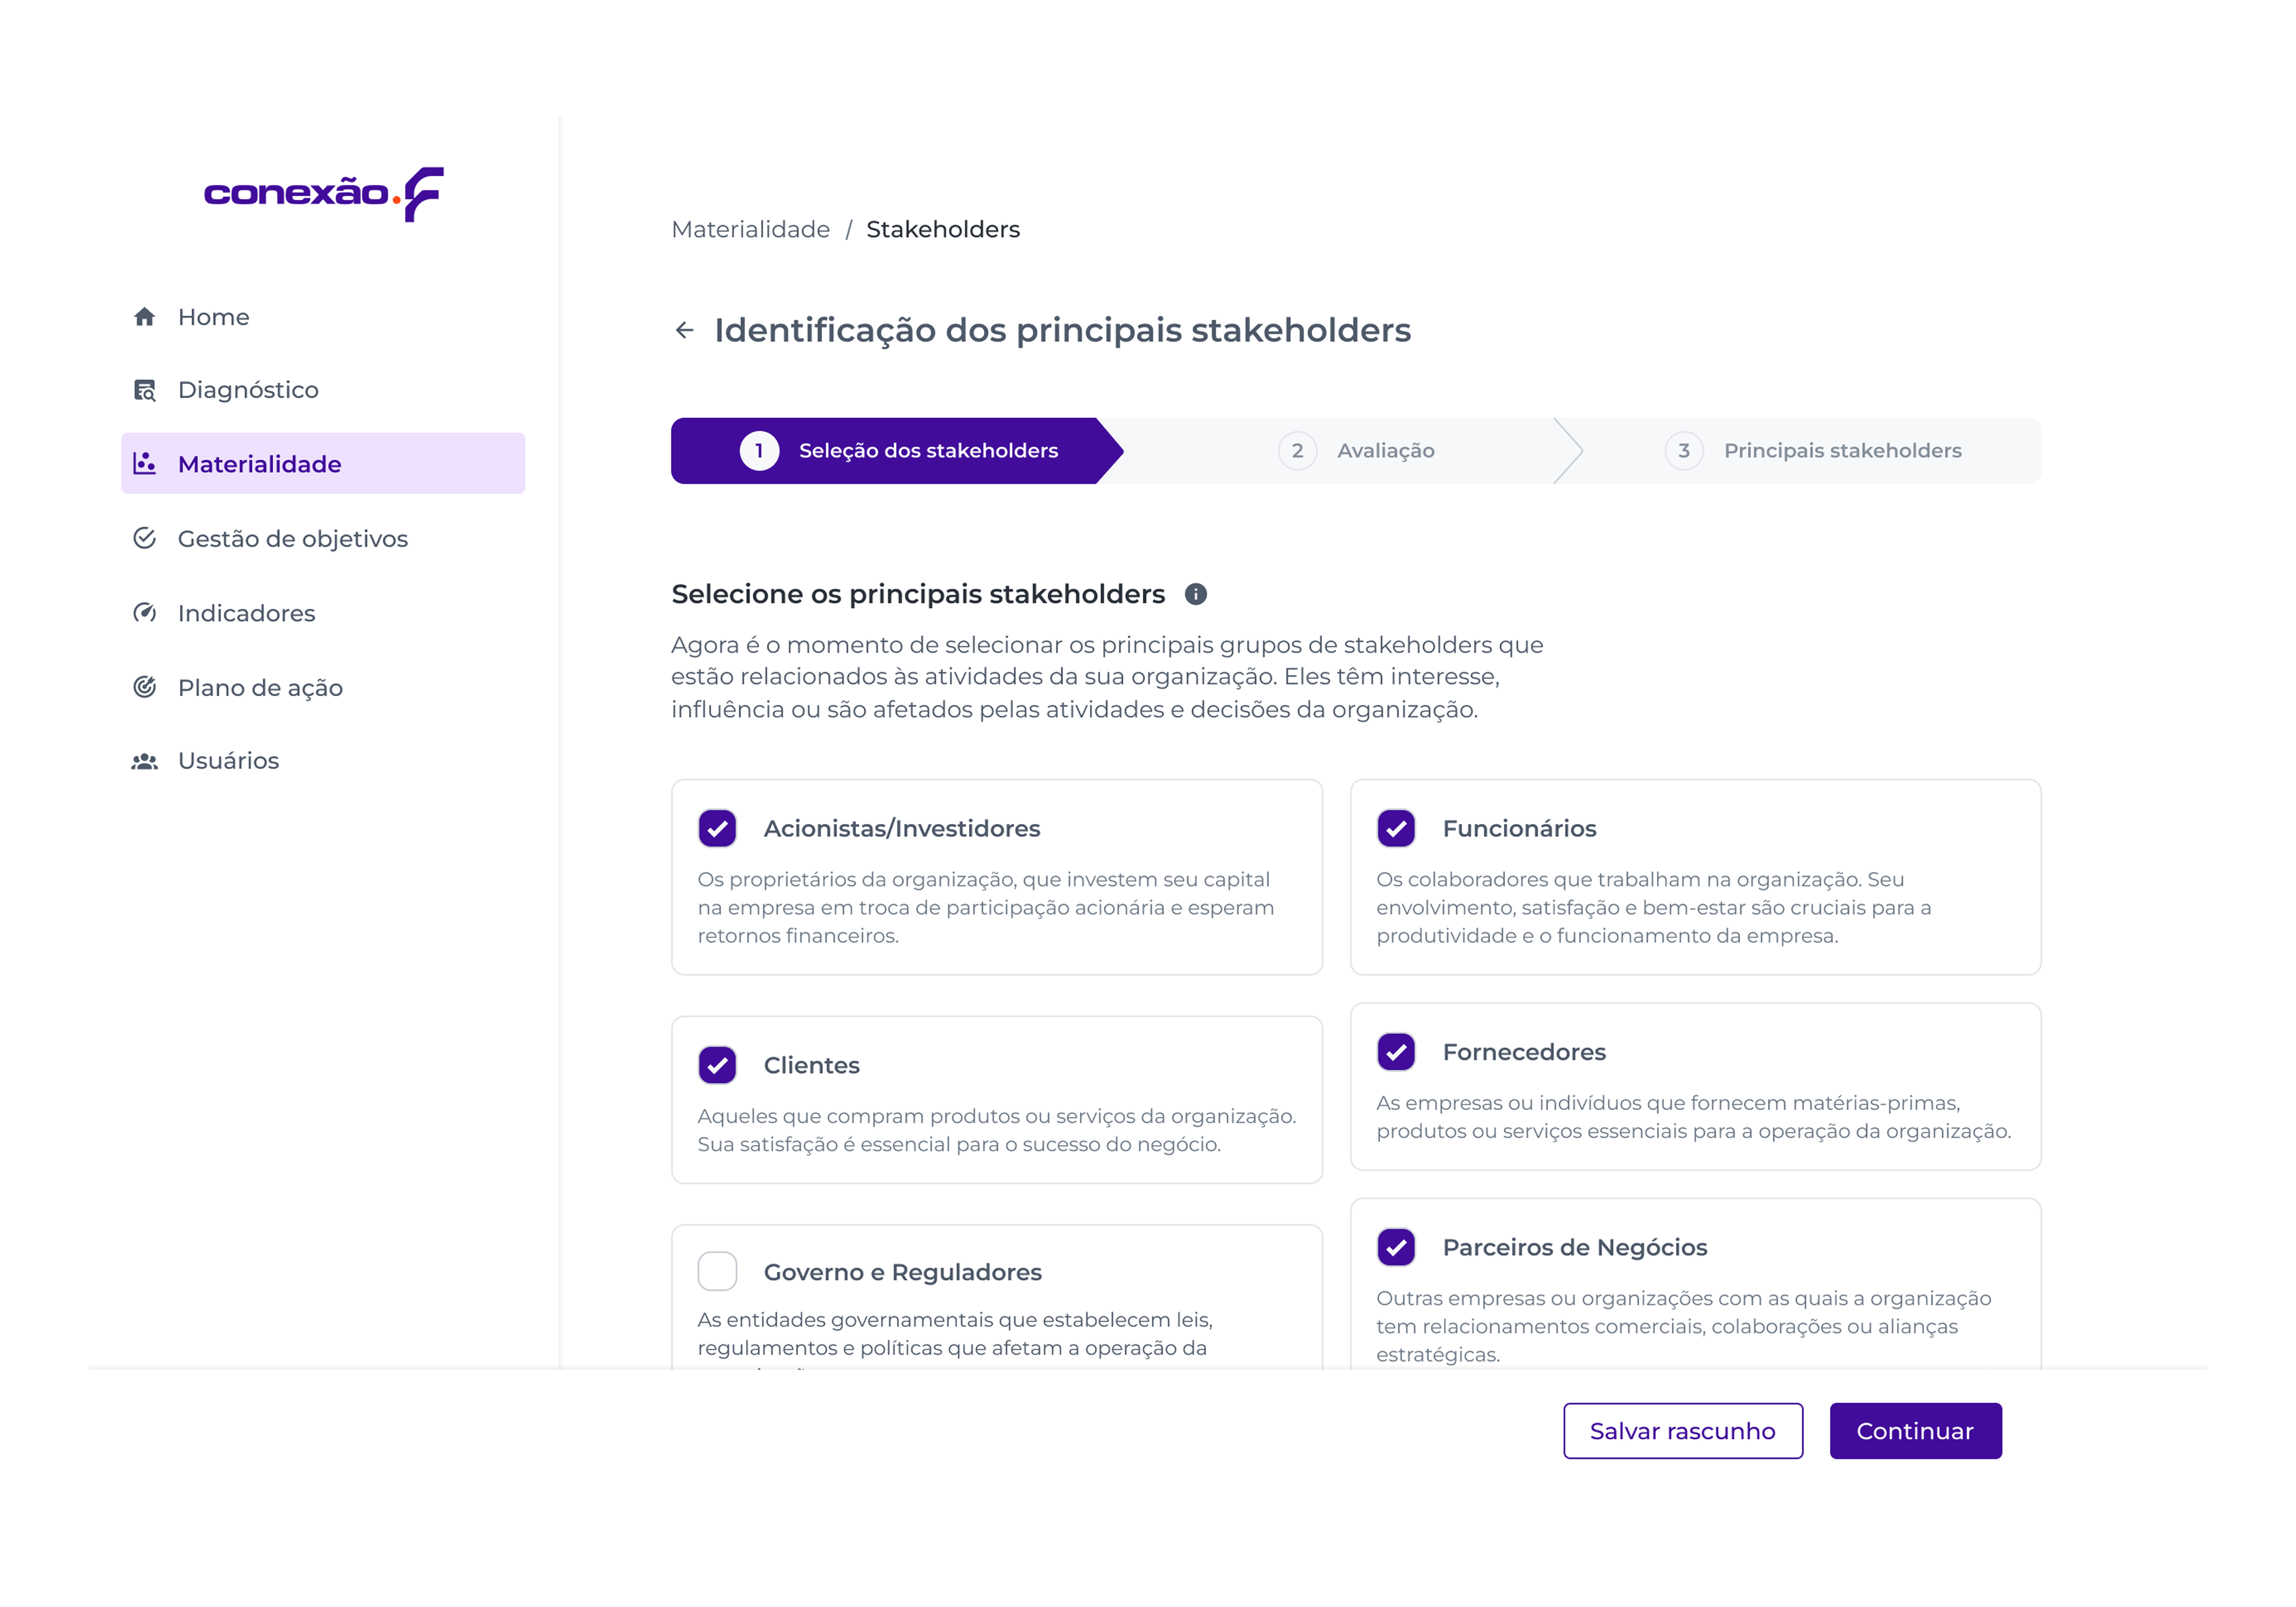 conexão.F
Home
Diagnóstico
Materialidade
Gestão de objetivos
Indicadores
Plano de ação
Usuários
Materialidade / Stakeholders
Identificação dos principais stakeholders
1 Seleção dos stakeholders
2 Avaliação
3 Principais stakeholders
Selecione os principais stakeholders
Agora é o momento de selecionar os principais grupos de stakeholders que
estão relacionados às atividades da sua organização. Eles têm interesse,
influência ou são afetados pelas atividades e decisões da organização.
Acionistas/Investidores
Os proprietários da organização, que investem seu capital
na empresa em troca de participação acionária e esperam
retornos financeiros.
Funcionários
Os colaboradores que trabalham na organização. Seu
envolvimento, satisfação e bem-estar são cruciais para a
produtividade e o funcionamento da empresa.
Clientes
Aqueles que compram produtos ou serviços da organização.
Sua satisfação é essencial para o sucesso do negócio.
Fornecedores
As empresas ou indivíduos que fornecem matérias-primas,
produtos ou serviços essenciais para a operação da organização.
Governo e Reguladores
As entidades governamentais que estabelecem leis,
regulamentos e políticas que afetam a operação da
Parceiros de Negócios
Outras empresas ou organizações com as quais a organização
tem relacionamentos comerciais, colaborações ou alianças
estratégicas.
Salvar rascunho
Continuar